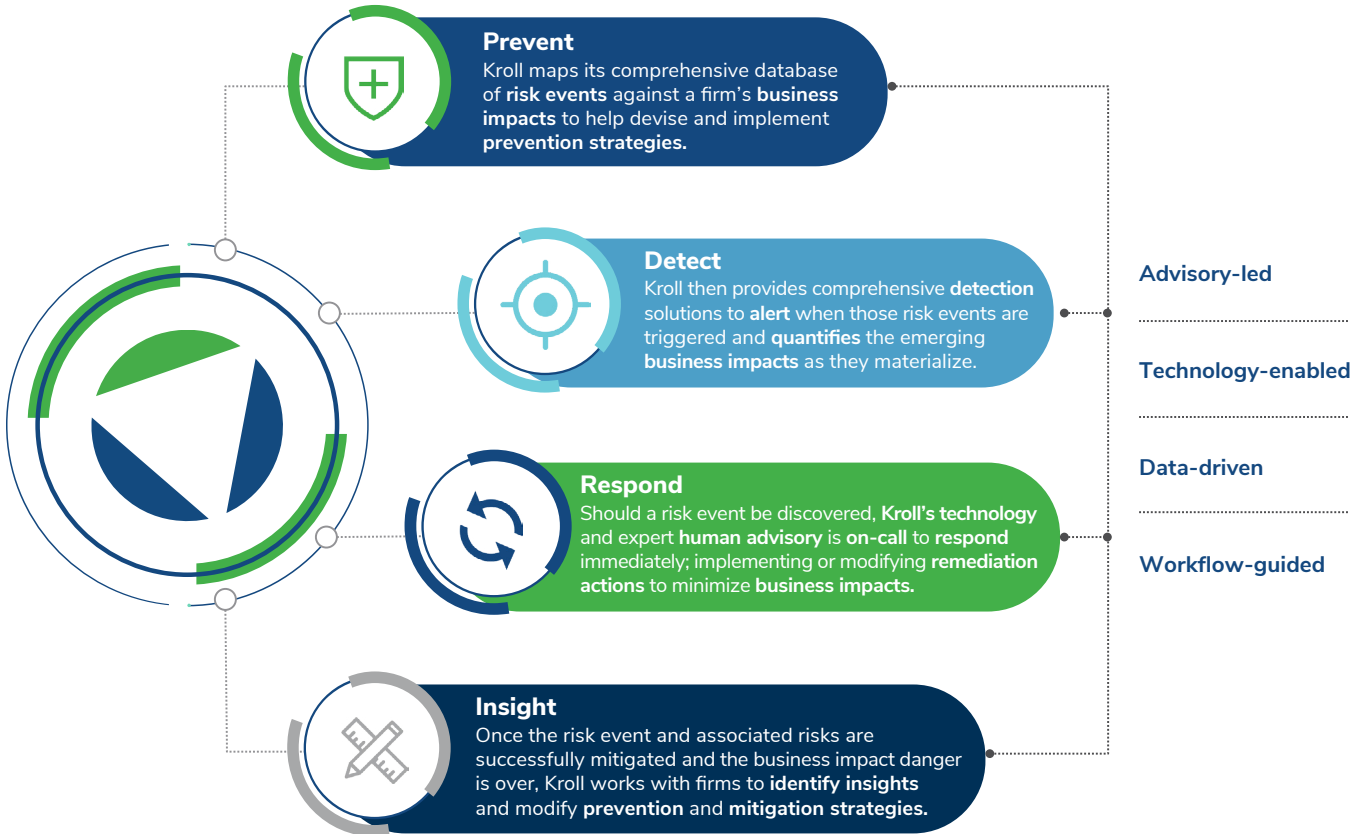 Prevent
Kroll maps its comprehensive database
of risk events against a firm's business
impacts to help devise and implement
prevention strategies.
Detect
Kroll then provides comprehensive detection
solutions to alert when those risk events are
triggered and quantifies the emerging
business impacts as they materialize.
Respond
Should a risk event be discovered, Kroll's technology
and expert human advisory is on-call to respond
immediately; implementing or modifying remediation
actions to minimize business impacts.
Insight
Once the risk event and associated risks are
successfully mitigated and the business impact danger
is over, Kroll works with firms to identify insights
and modify prevention and mitigation strategies.
Advisory-led
Technology-enabled
Data-driven
Workflow-guided